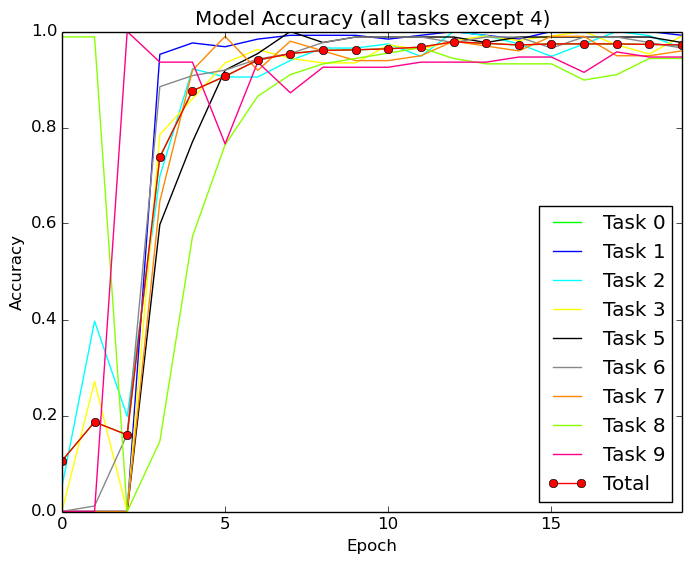 Model Accuracy (all tasks except 4)
1.0
0.8
0.6
0.4
0.2
0.0
Accuracy
0
5
10
15
Epoch
Task 0
Task 1
Task 2
Task 3
Task 5
Task 6
Task 7
Task 8
Task 9
Total